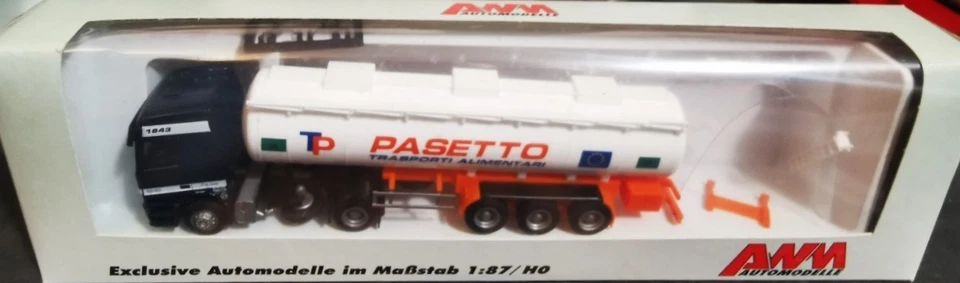 AWM
AUTOMODELLE
1843
TP PASETTO
TRASPORTI ALIMENTARI
Exclusive Automodelle im Maßstab 1:87/H0
AWM
AUTOMODELLE